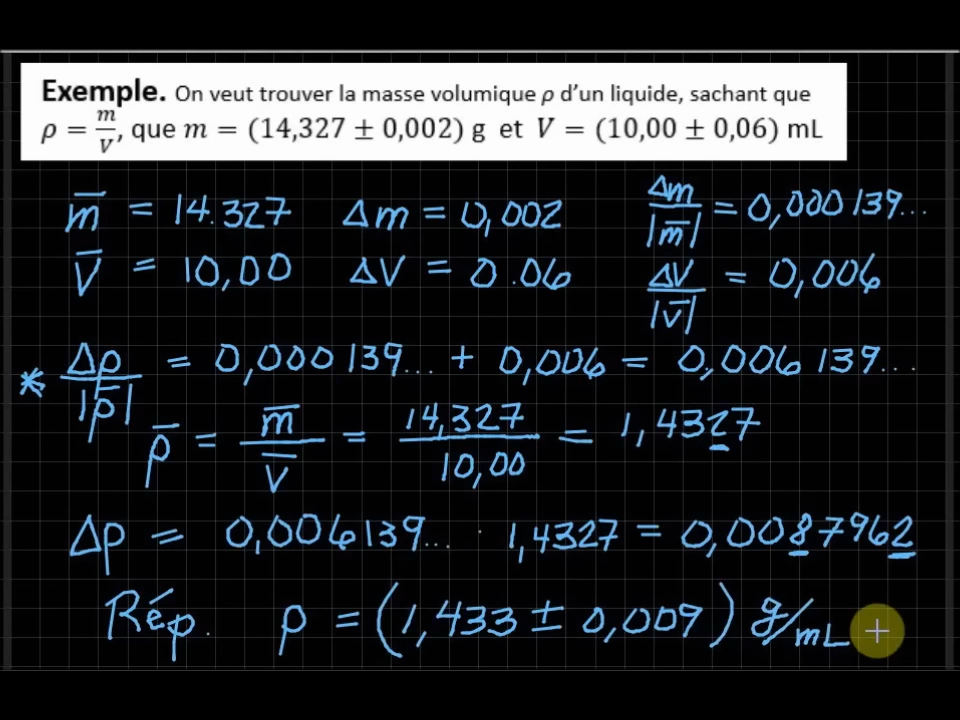 Exemple. On veut trouver la masse volumique ρ d'un liquide, sachant que
ρ = m/V, que m = (14,327 ± 0,002) g et V = (10,00 ± 0,06) mL
m̅ = 14.327 Δm = 0,002 Δm/|m̅| = 0,000139...
V̅ = 10,00 ΔV = 0.06 ΔV/|V̅| = 0,006
* Δρ/|ρ̅| = 0,000139... + 0,006 = 0,006139...
ρ̅ = m̅/V̅ = 14,327/10,00 = 1,4327
Δρ = 0,006139... · 1,4327 = 0,0087962
Rép. ρ = (1,433 ± 0,009) g/mL